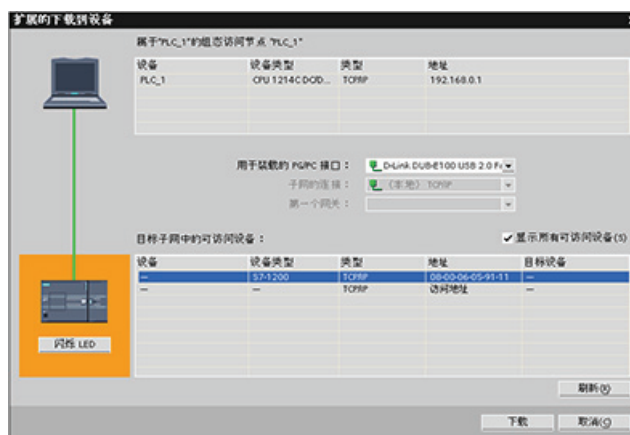 扩展的下载到设备
属于"PLC_1"的组态访问节点 "PLC_1"
设备 设备类型 类型 地址
PLC_1 CPU 1214C DC/D... TCP/IP 192.168.0.1
用于装载的 PG/PC 接口：
D-Link DUB-E100 USB 2.0 Fa
子网的连接：
（本地） TCP/IP
第一个网关：
目标子网中的可访问设备：
显示所有可访问设备(S)
设备 设备类型 类型 地址 目标设备
— S7-1200 TCP/IP 08-00-06-05-91-11 —
— — TCP/IP 访问地址 —
闪烁 LED
刷新(R)
下载 取消(C)